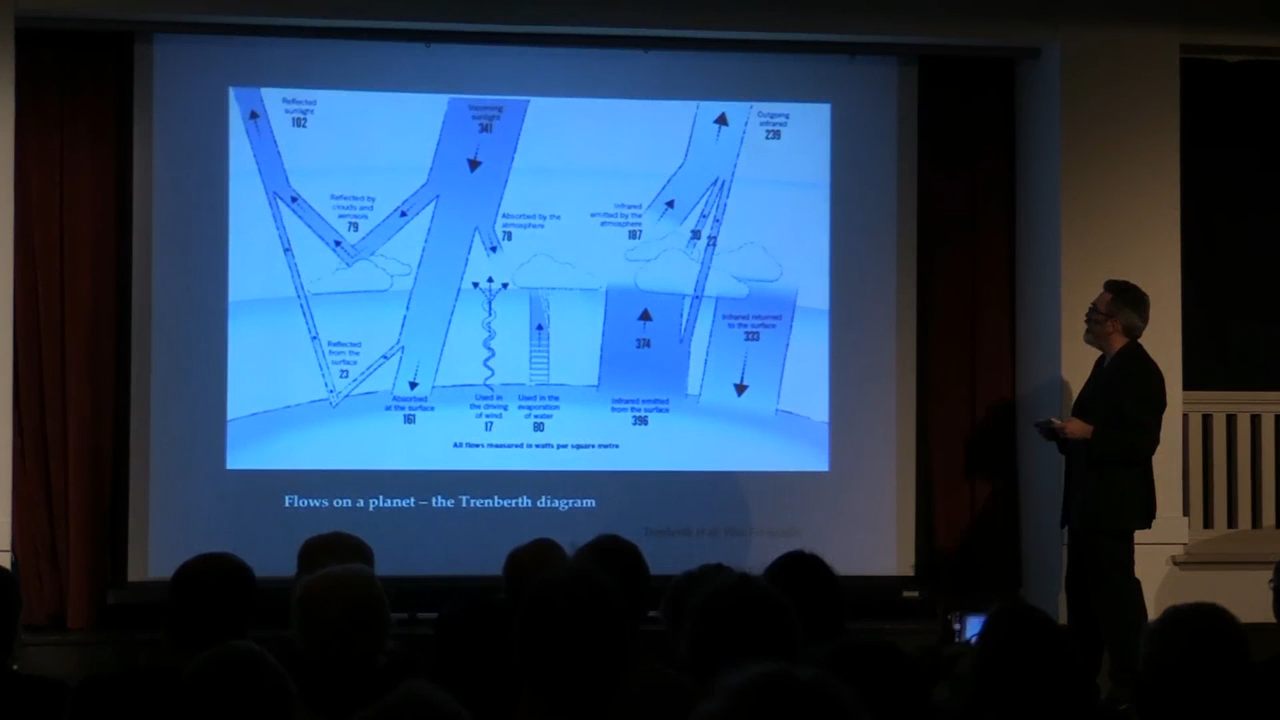 Reflected
sunlight
102
Incoming
sunlight
341
Outgoing
infrared
239
Reflected by
clouds and
aerosols
79
Absorbed by the
atmosphere
78
Infrared
emitted by the
atmosphere
187
30
22
Infrared returned
to the surface
333
374
Reflected
from the
surface
23
Absorbed
at the surface
161
Used in
the driving
of wind
17
Used in the
evaporation
of water
80
Infrared emitted
from the surface
396
All flows measured in watts per square metre
Flows on a planet – the Trenberth diagram
Trenberth et al